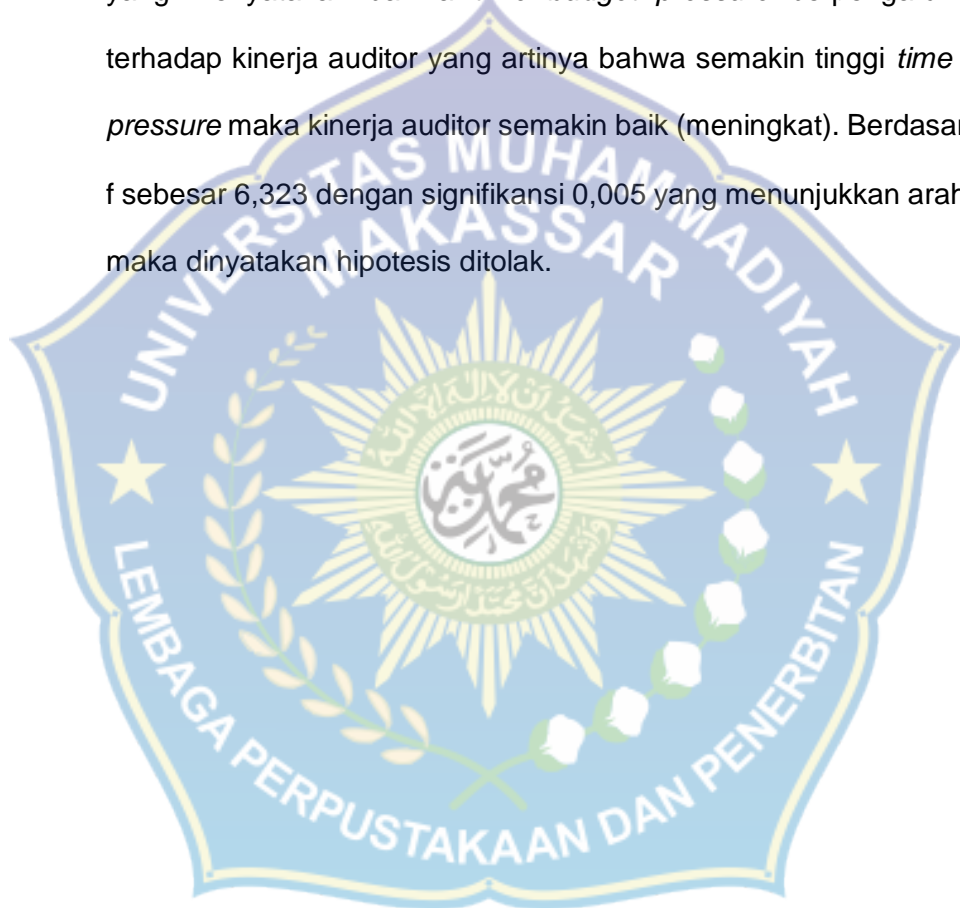 terhadap kinerja auditor yang artinya bahwa semakin tinggi time
pressure maka kinerja auditor semakin baik (meningkat). Berdasar
f sebesar 6,323 dengan signifikansi 0,005 yang menunjukkan arah
maka dinyatakan hipotesis ditolak.
UNIVERSITAS MUHAMMADIYAH
MAKASSAR
LEMBAGA PERPUSTAKAAN DAN PENERBITAN